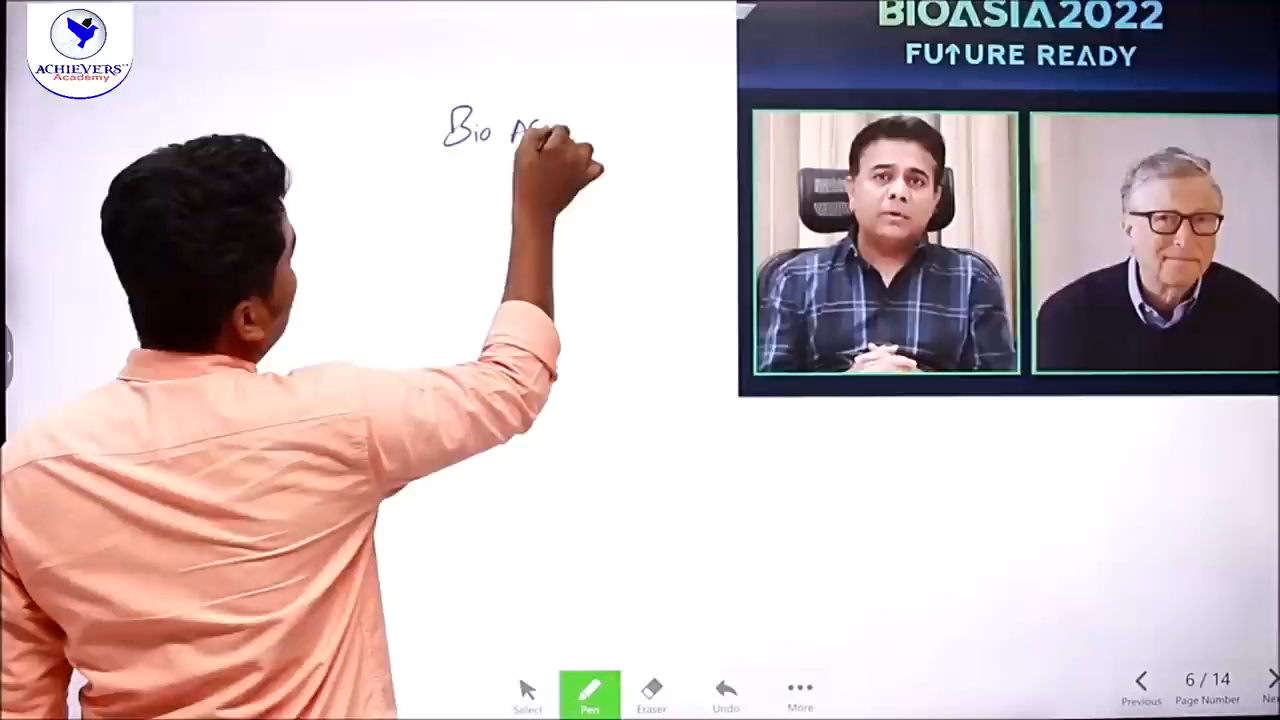 ACHIEVERS
Academy
BIOASIA2022
FUTURE READY
Bio
Select
Pen
Eraser
Undo
More
Previous
6 / 14
Page Number